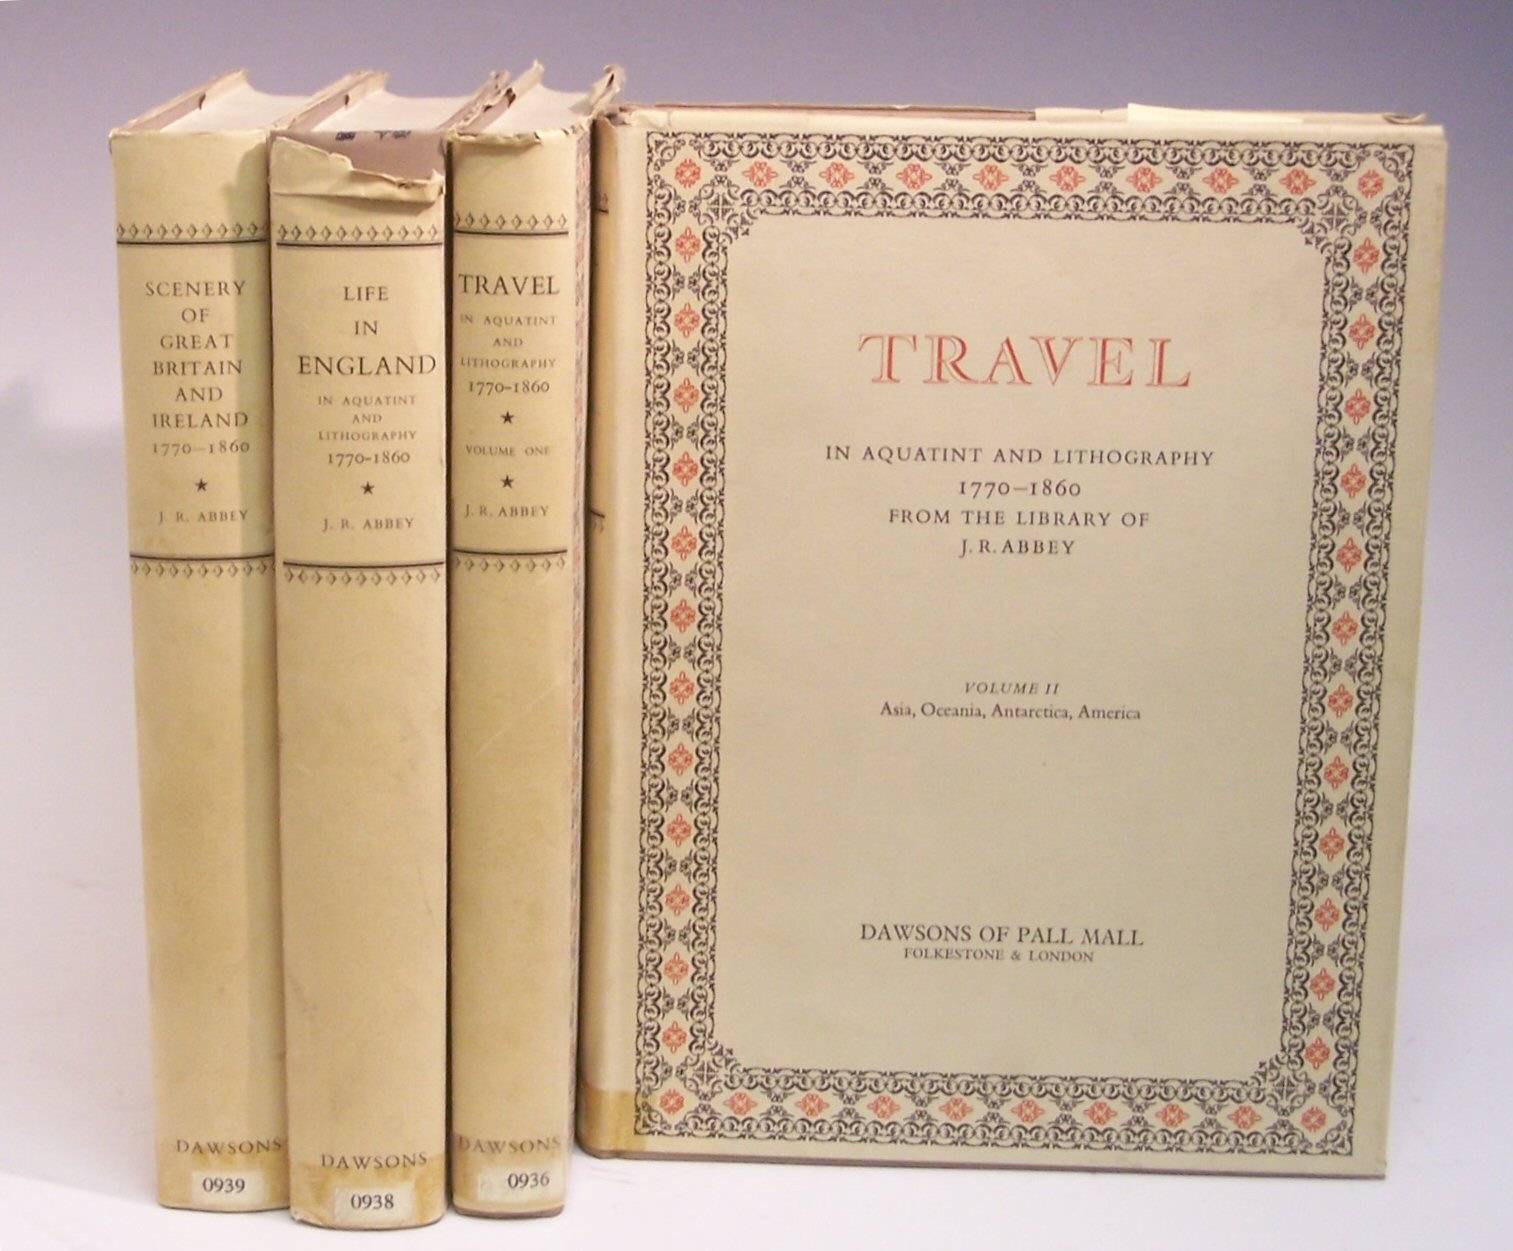 SCENERY
OF
GREAT
BRITAIN
AND
IRELAND
1770–1860
★
J. R. ABBEY
DAWSONS
0939
LIFE
IN
ENGLAND
IN AQUATINT
AND
LITHOGRAPHY
1770-1860
★
J. R. ABBEY
DAWSONS
0938
TRAVEL
IN AQUATINT
AND
LITHOGRAPHY
1770-1860
★
VOLUME ONE
★
J. R. ABBEY
DAWSONS
0936
TRAVEL
IN AQUATINT AND LITHOGRAPHY
1770–1860
FROM THE LIBRARY OF
J. R. ABBEY
VOLUME II
Asia, Oceania, Antarctica, America
DAWSONS OF PALL MALL
FOLKESTONE & LONDON